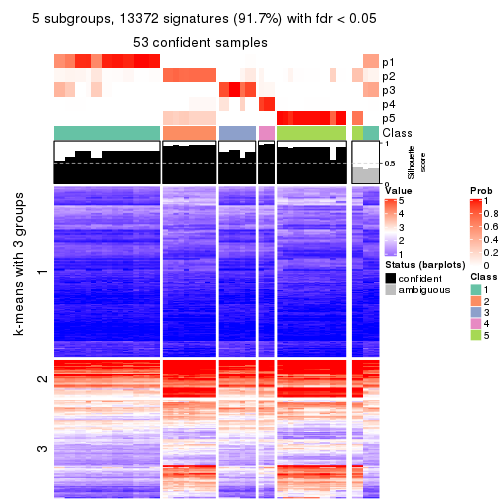 5 subgroups, 13372 signatures (91.7%) with fdr < 0.05
53 confident samples
p1
p2
p3
p4
p5
Class
1
0.5
0
Silhouette
score
k-means with 3 groups
1
2
3
Value
5
4
3
2
1
Status (barplots)
confident
ambiguous
Prob
1
0.8
0.6
0.4
0.2
0
Class
1
2
3
4
5